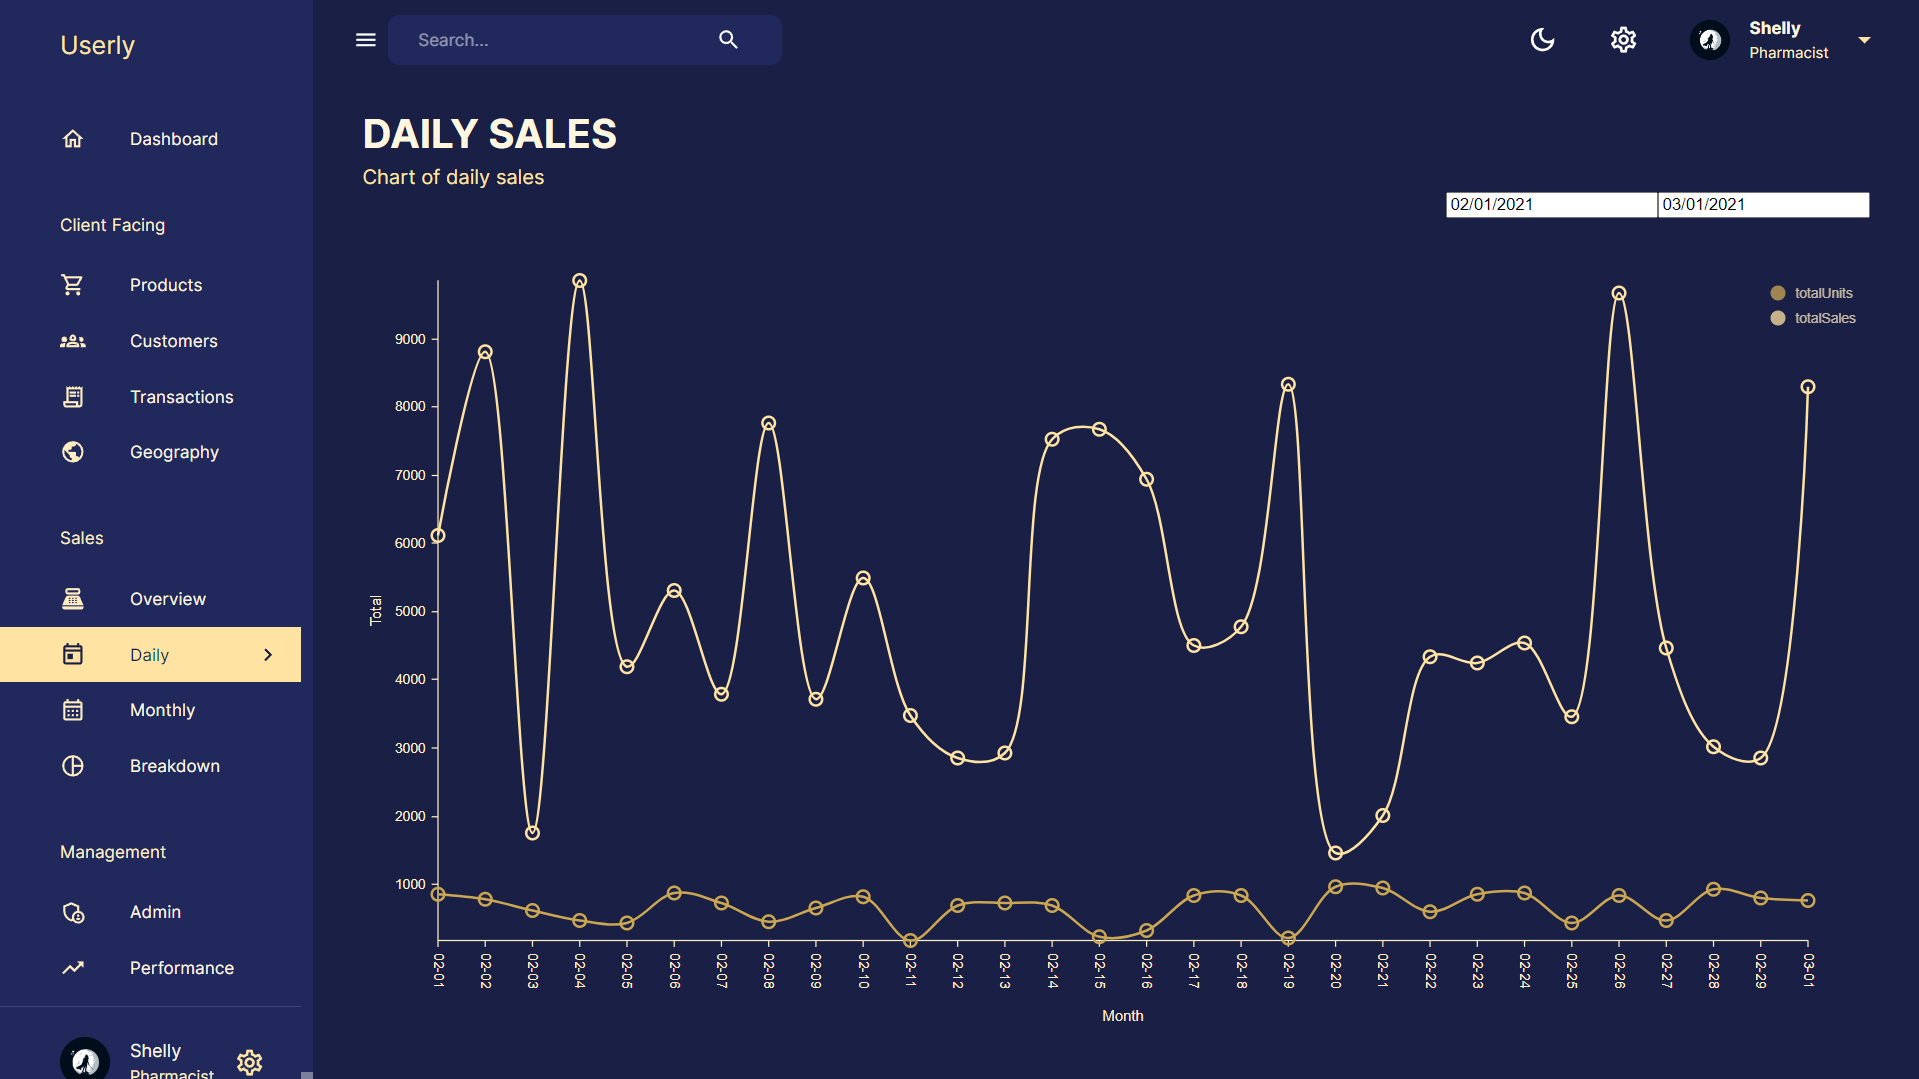 Userly
Dashboard
Client Facing
Products
Customers
Transactions
Geography
Sales
Overview
Daily
Monthly
Breakdown
Management
Admin
Performance
Shelly
Pharmacist
Search...
Shelly
Pharmacist
DAILY SALES
Chart of daily sales
02/01/2021 03/01/2021
totalUnits
totalSales
9000
8000
7000
6000
5000
4000
3000
2000
1000
Total
02-01 02-02 02-03 02-04 02-05 02-06 02-07 02-08 02-09 02-10 02-11 02-12 02-13 02-14 02-15 02-16 02-17 02-18 02-19 02-20 02-21 02-22 02-23 02-24 02-25 02-26 02-27 02-28 02-29 03-01
Month